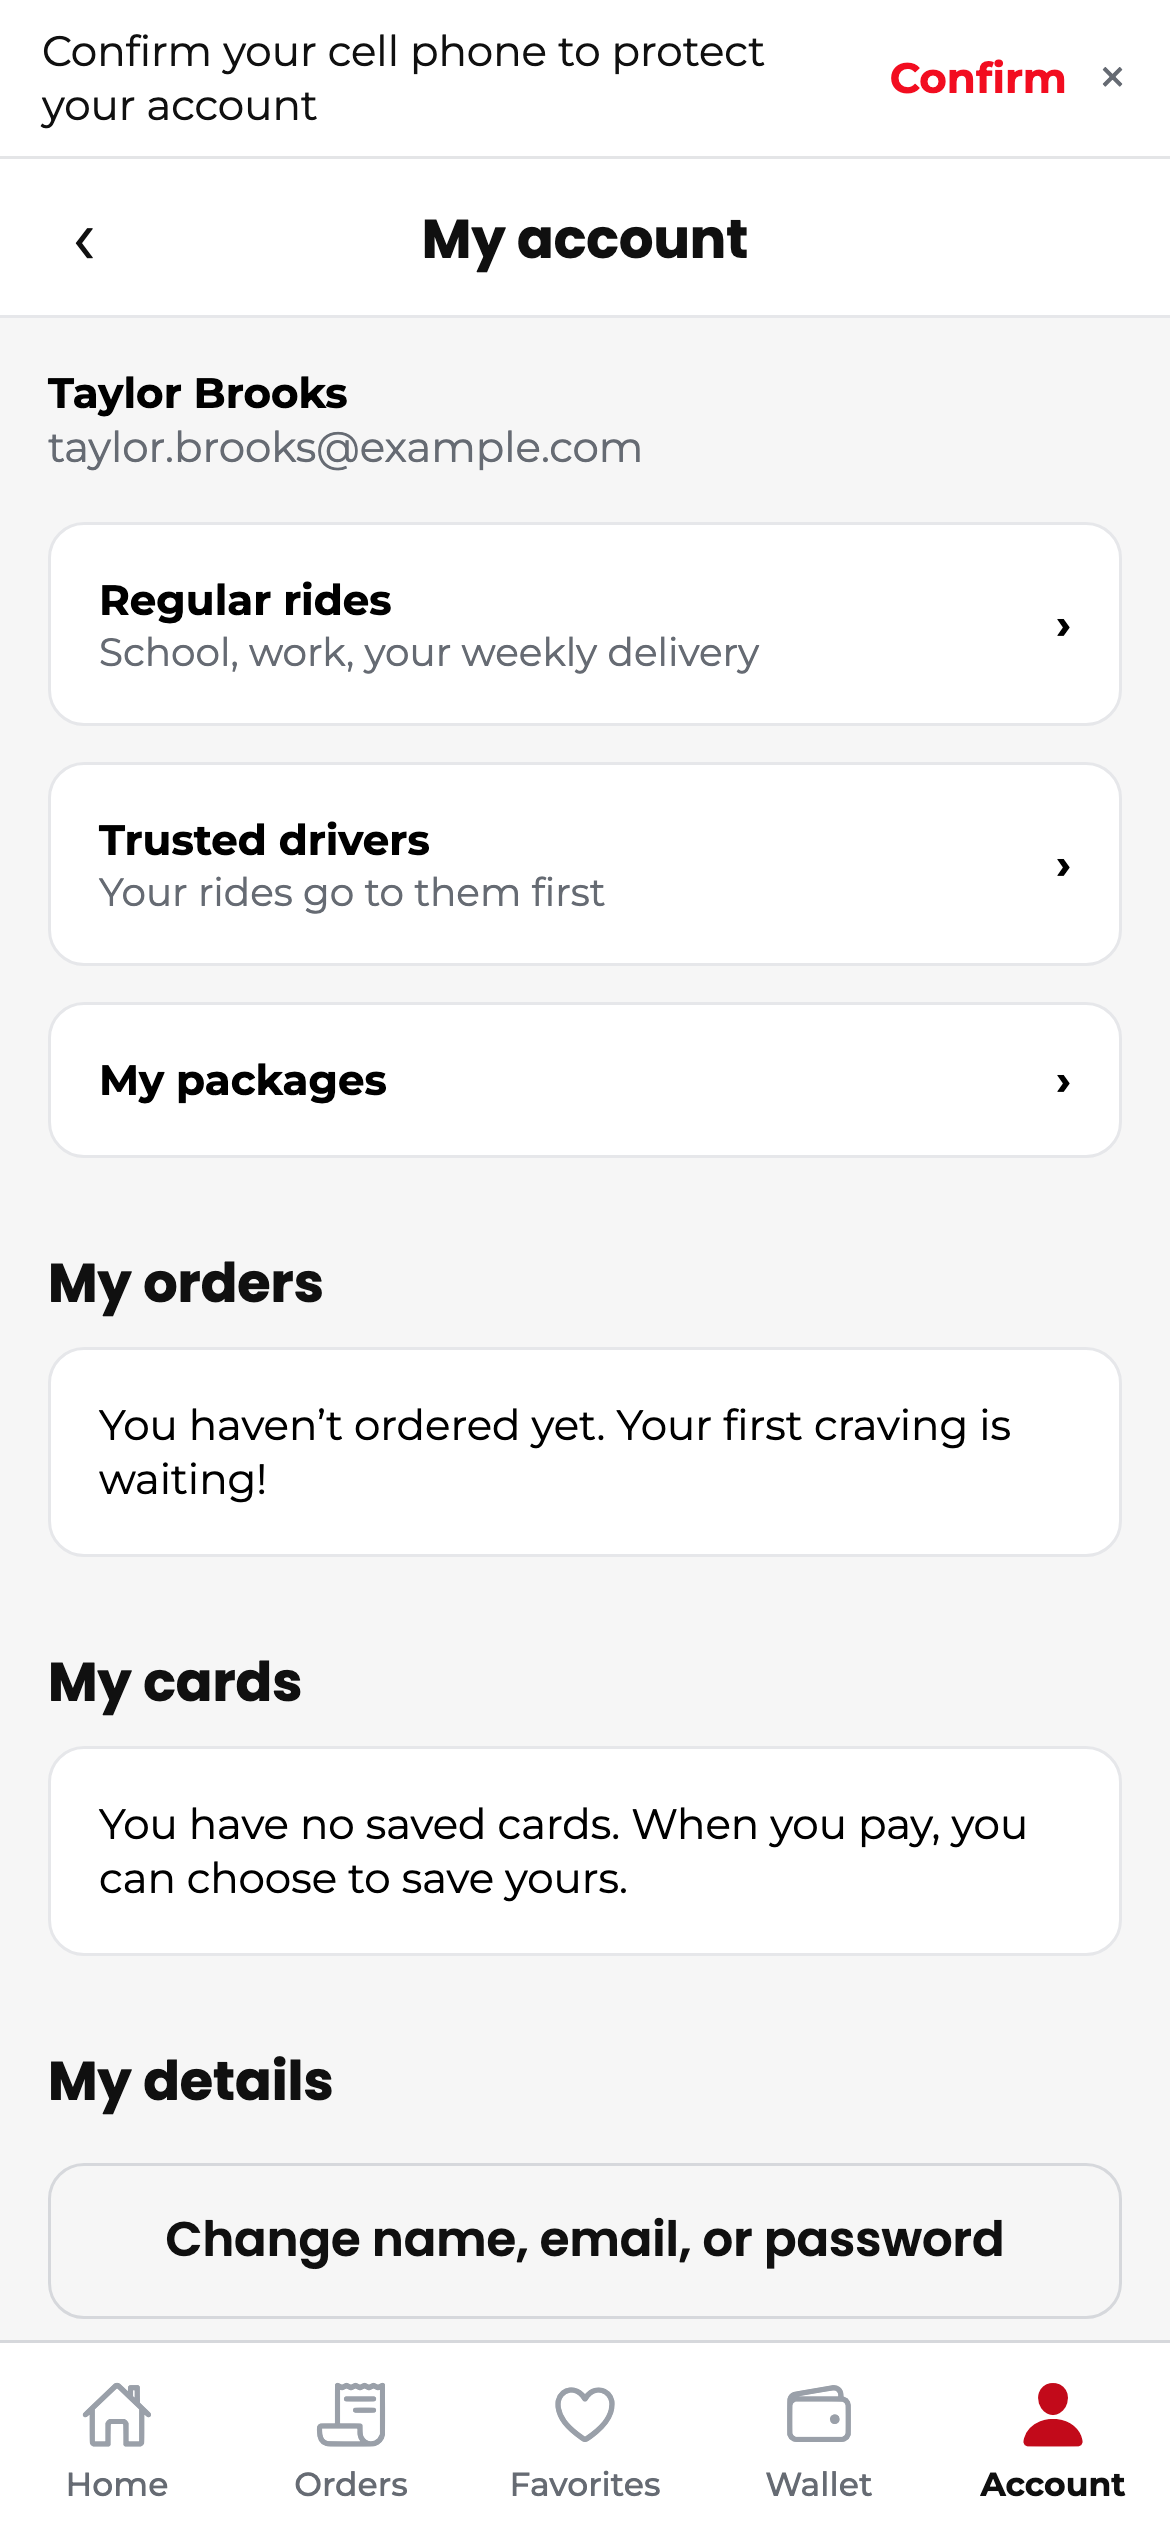 Confirm your cell phone to protect
your account
Confirm ×
‹ My account
Taylor Brooks
taylor.brooks@example.com
Regular rides
School, work, your weekly delivery
›
Trusted drivers
Your rides go to them first
›
My packages ›
My orders
You haven’t ordered yet. Your first craving is
waiting!
My cards
You have no saved cards. When you pay, you
can choose to save yours.
My details
Change name, email, or password
Home Orders Favorites Wallet Account